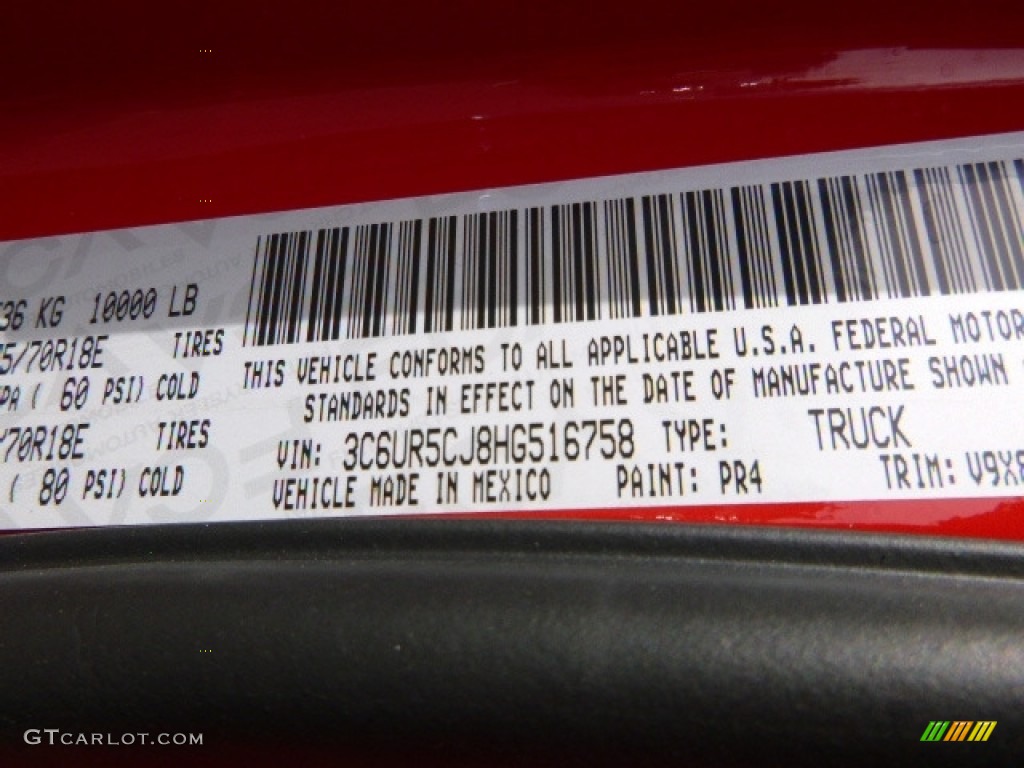 36 KG 10000 LB
5/70R18E TIRES
PA ( 60 PSI) COLD
/70R18E TIRES
( 80 PSI) COLD
THIS VEHICLE CONFORMS TO ALL APPLICABLE U.S.A. FEDERAL MOTOR
STANDARDS IN EFFECT ON THE DATE OF MANUFACTURE SHOWN
VIN: 3C6UR5CJ8HG516758 TYPE: TRUCK
VEHICLE MADE IN MEXICO PAINT: PR4 TRIM: V9X8
GTCARLOT.COM